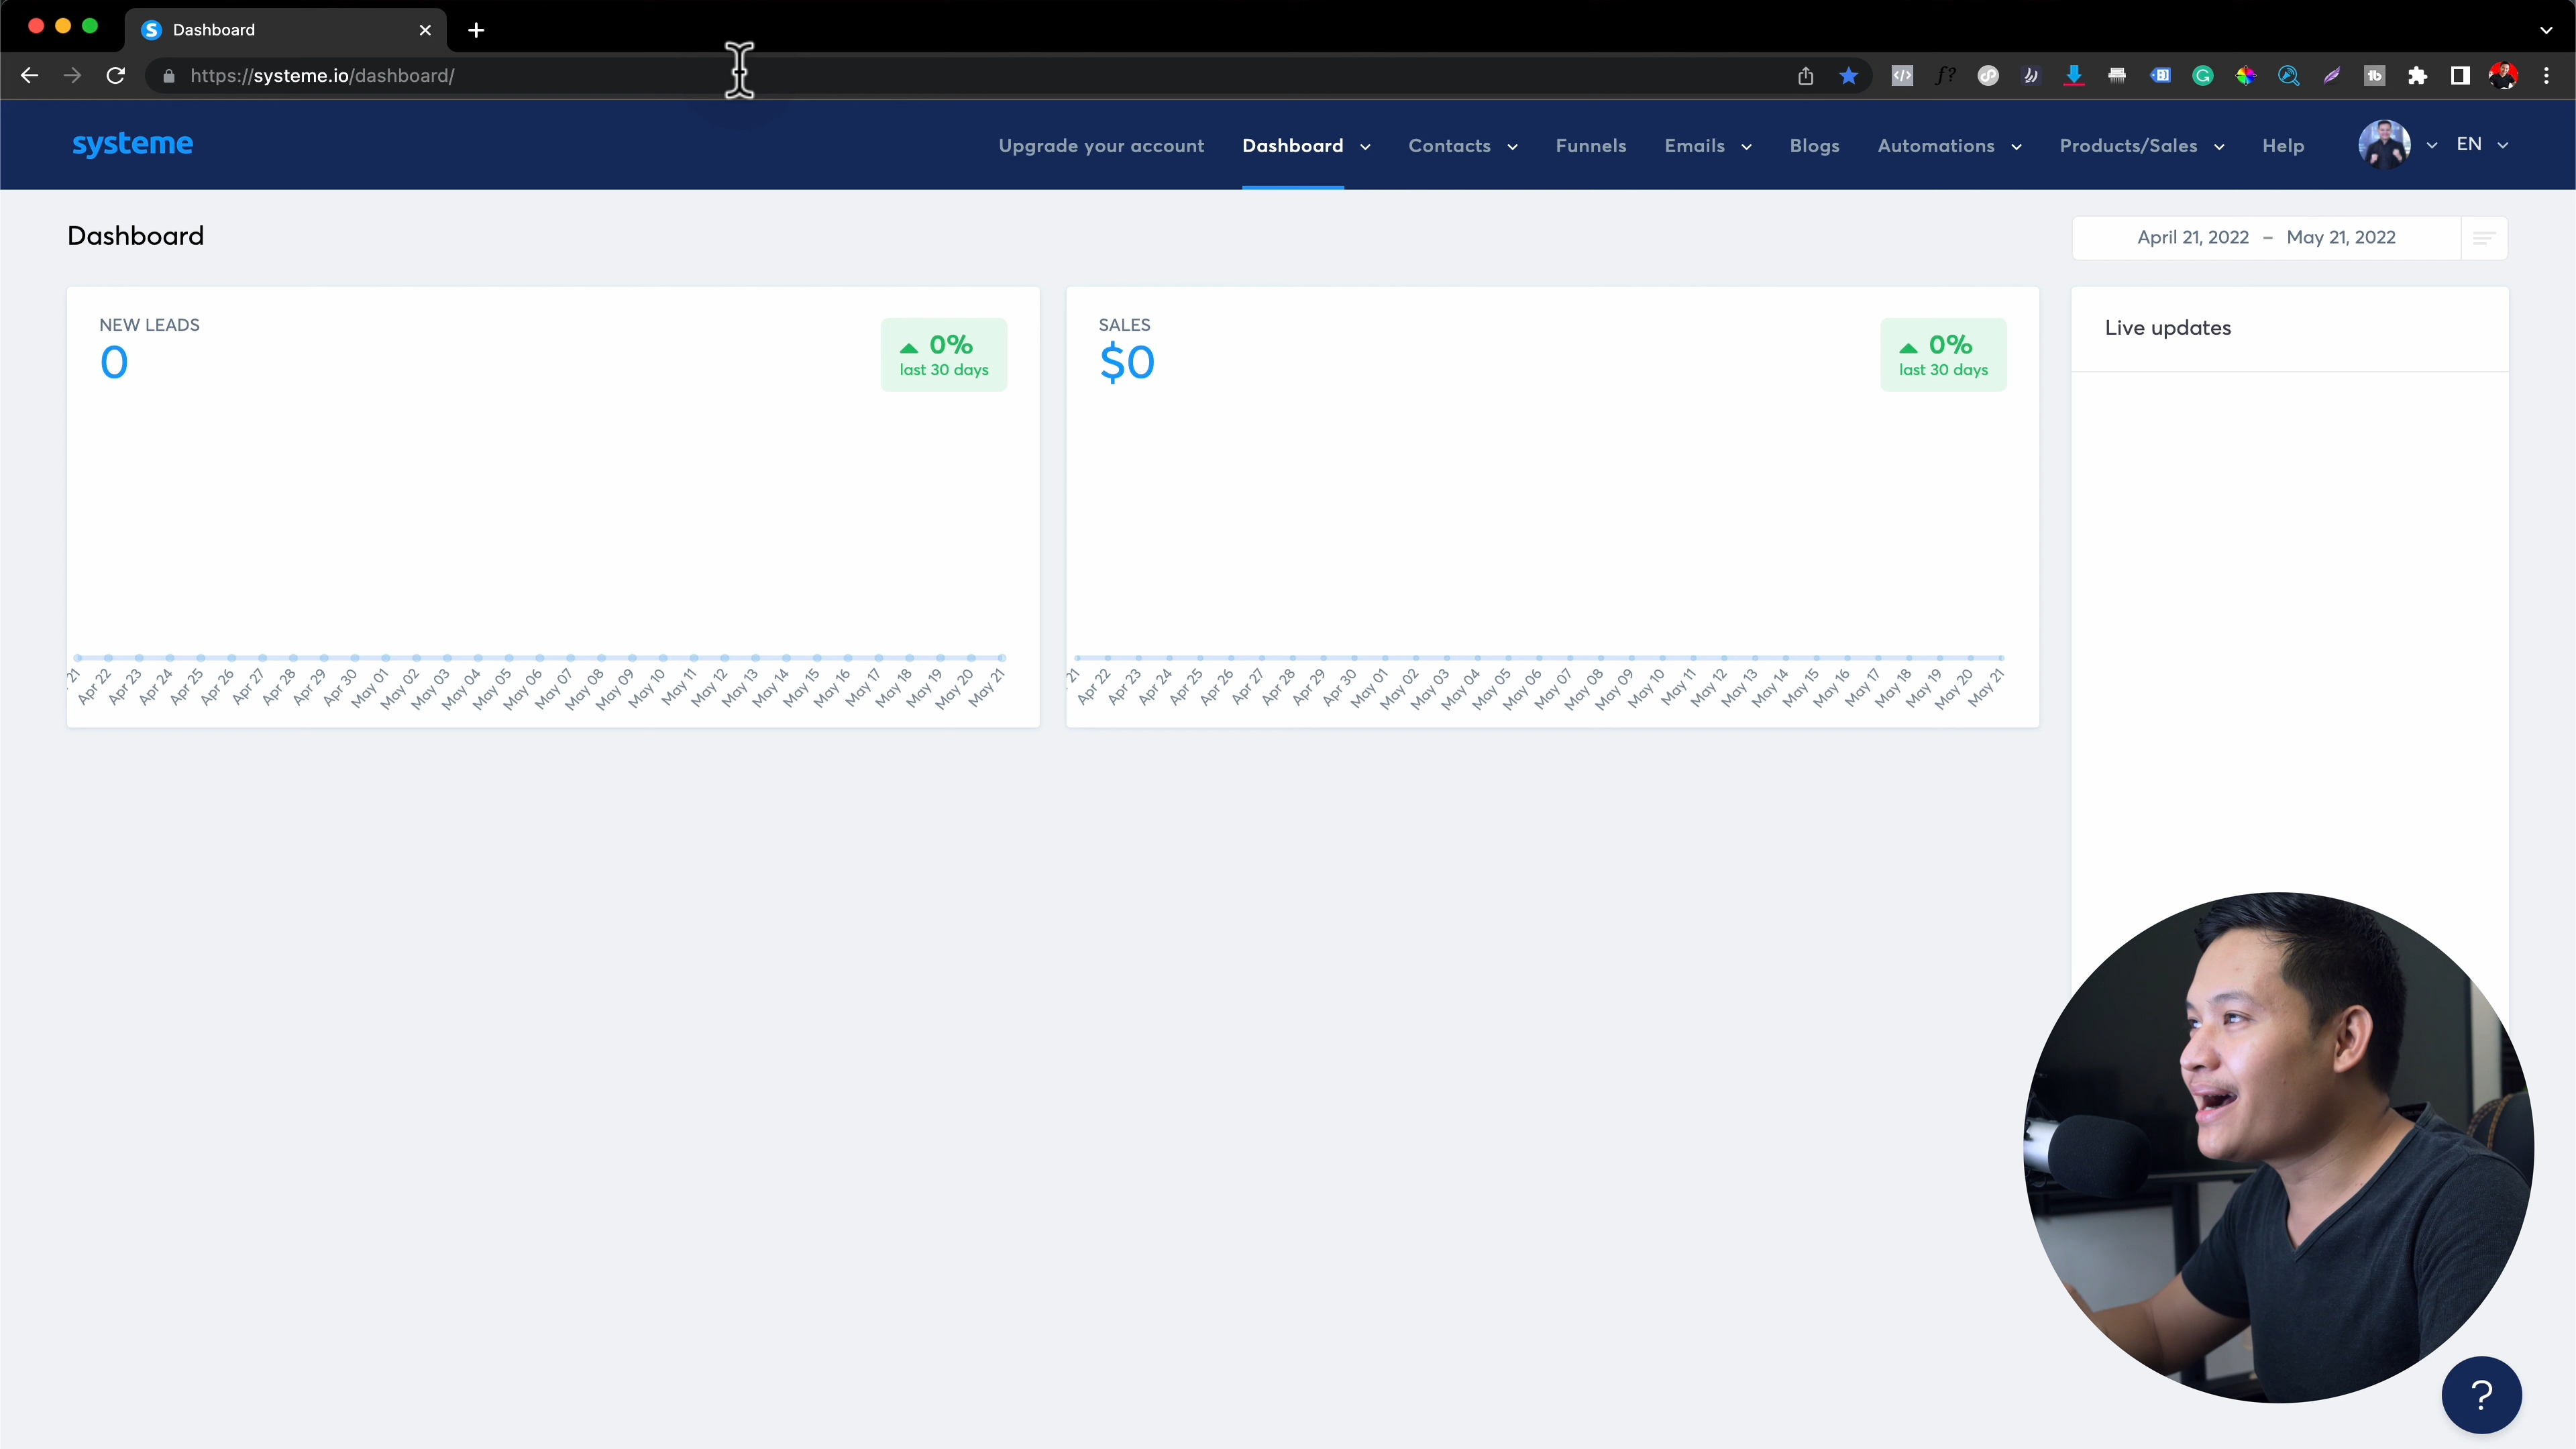 Dashboard
https://systeme.io/dashboard/
systeme
Upgrade your account Dashboard Contacts Funnels Emails Blogs Automations Products/Sales Help EN
Dashboard
April 21, 2022 – May 21, 2022
NEW LEADS
0
0%
last 30 days
21 Apr 22 Apr 23 Apr 24 Apr 25 Apr 26 Apr 27 Apr 28 Apr 29 Apr 30 May 01 May 02 May 03 May 04 May 05 May 06 May 07 May 08 May 09 May 10 May 11 May 12 May 13 May 14 May 15 May 16 May 17 May 18 May 19 May 20 May 21
SALES
$0
0%
last 30 days
21 Apr 22 Apr 23 Apr 24 Apr 25 Apr 26 Apr 27 Apr 28 Apr 29 Apr 30 May 01 May 02 May 03 May 04 May 05 May 06 May 07 May 08 May 09 May 10 May 11 May 12 May 13 May 14 May 15 May 16 May 17 May 18 May 19 May 20 May 21
Live updates
?